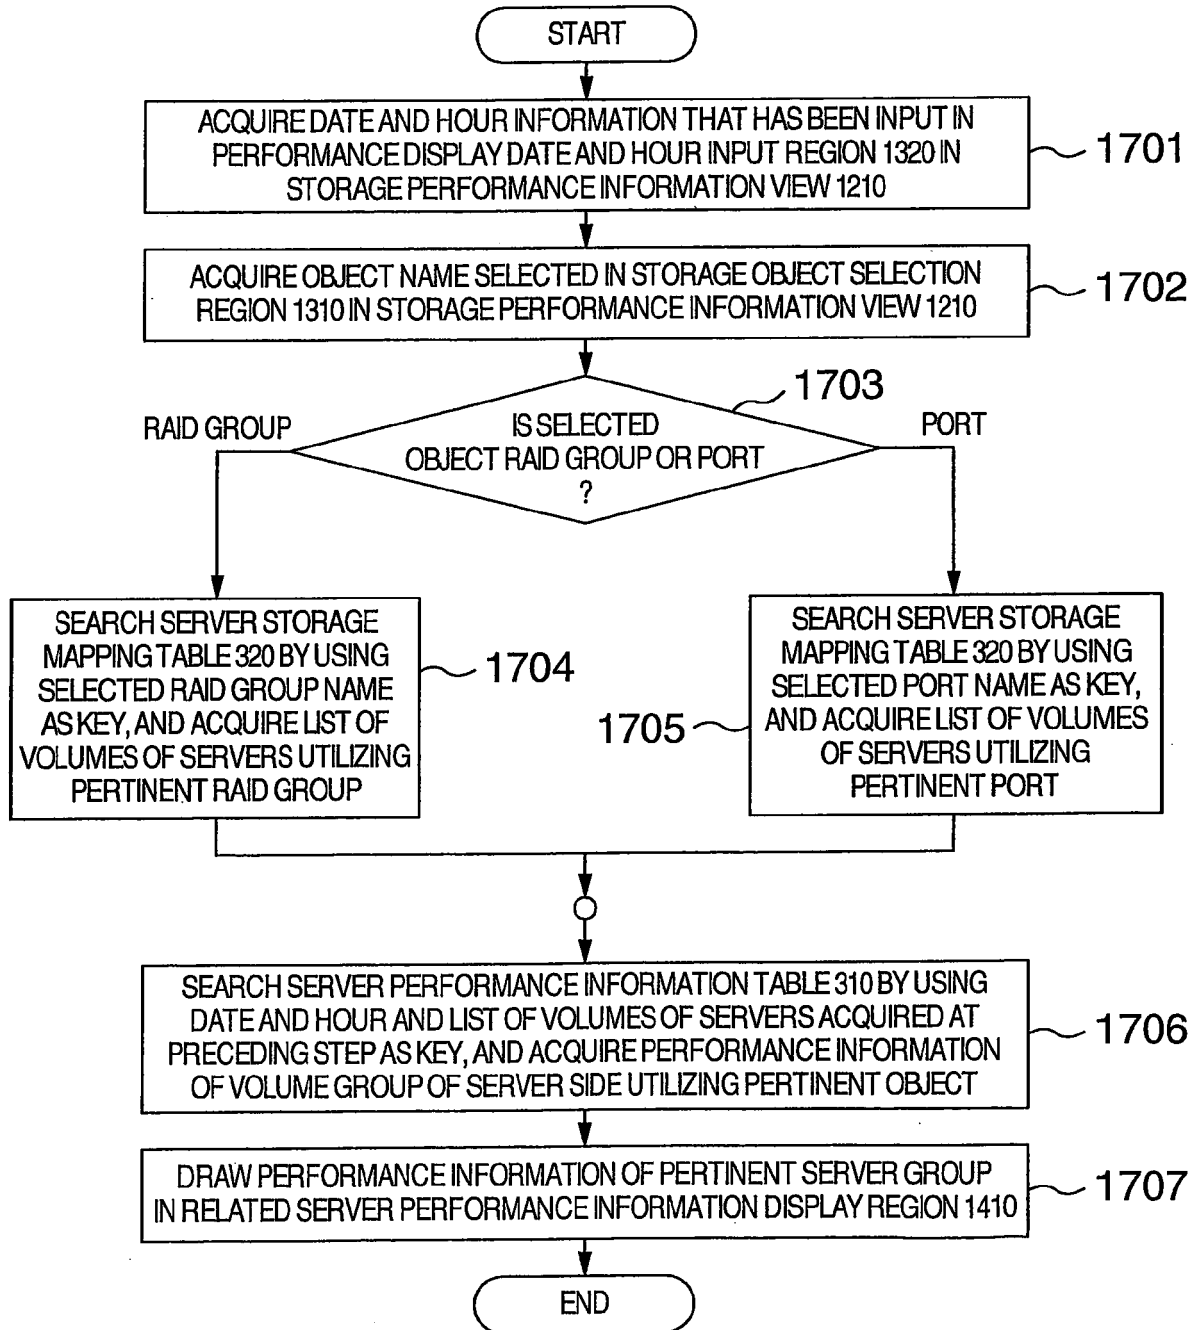 START
ACQUIRE DATE AND HOUR INFORMATION THAT HAS BEEN INPUT IN
PERFORMANCE DISPLAY DATE AND HOUR INPUT REGION 1320 IN
STORAGE PERFORMANCE INFORMATION VIEW 1210
1701
ACQUIRE OBJECT NAME SELECTED IN STORAGE OBJECT SELECTION
REGION 1310 IN STORAGE PERFORMANCE INFORMATION VIEW 1210
1702
1703
RAID GROUP
IS SELECTED
OBJECT RAID GROUP OR PORT
?
PORT
SEARCH SERVER STORAGE
MAPPING TABLE 320 BY USING
SELECTED RAID GROUP NAME
AS KEY, AND ACQUIRE LIST OF
VOLUMES OF SERVERS UTILIZING
PERTINENT RAID GROUP
1704
SEARCH SERVER STORAGE
MAPPING TABLE 320 BY USING
SELECTED PORT NAME AS KEY,
AND ACQUIRE LIST OF VOLUMES
OF SERVERS UTILIZING
PERTINENT PORT
1705
SEARCH SERVER PERFORMANCE INFORMATION TABLE 310 BY USING
DATE AND HOUR AND LIST OF VOLUMES OF SERVERS ACQUIRED AT
PRECEDING STEP AS KEY, AND ACQUIRE PERFORMANCE INFORMATION
OF VOLUME GROUP OF SERVER SIDE UTILIZING PERTINENT OBJECT
1706
DRAW PERFORMANCE INFORMATION OF PERTINENT SERVER GROUP
IN RELATED SERVER PERFORMANCE INFORMATION DISPLAY REGION 1410
1707
END